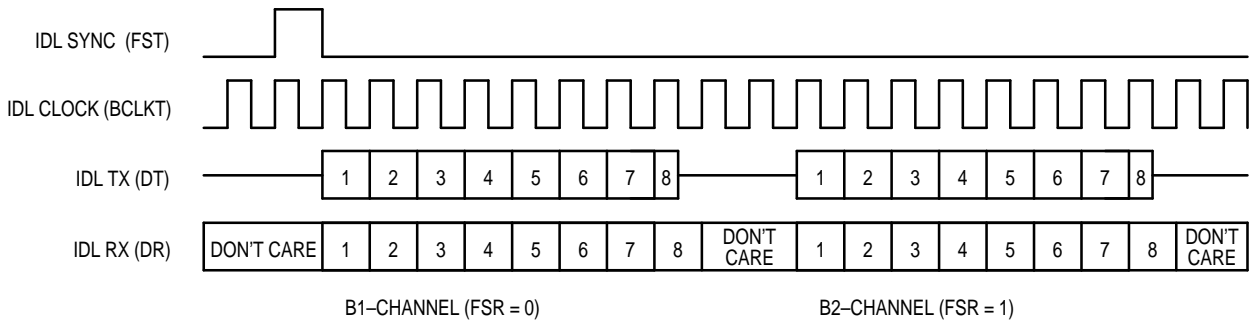 IDL SYNC (FST)
IDL CLOCK (BCLKT)
IDL TX (DT) 1 2 3 4 5 6 7 8 1 2 3 4 5 6 7 8
IDL RX (DR) DON'T CARE 1 2 3 4 5 6 7 8 DON'T CARE 1 2 3 4 5 6 7 8 DON'T CARE
B1–CHANNEL (FSR = 0) B2–CHANNEL (FSR = 1)